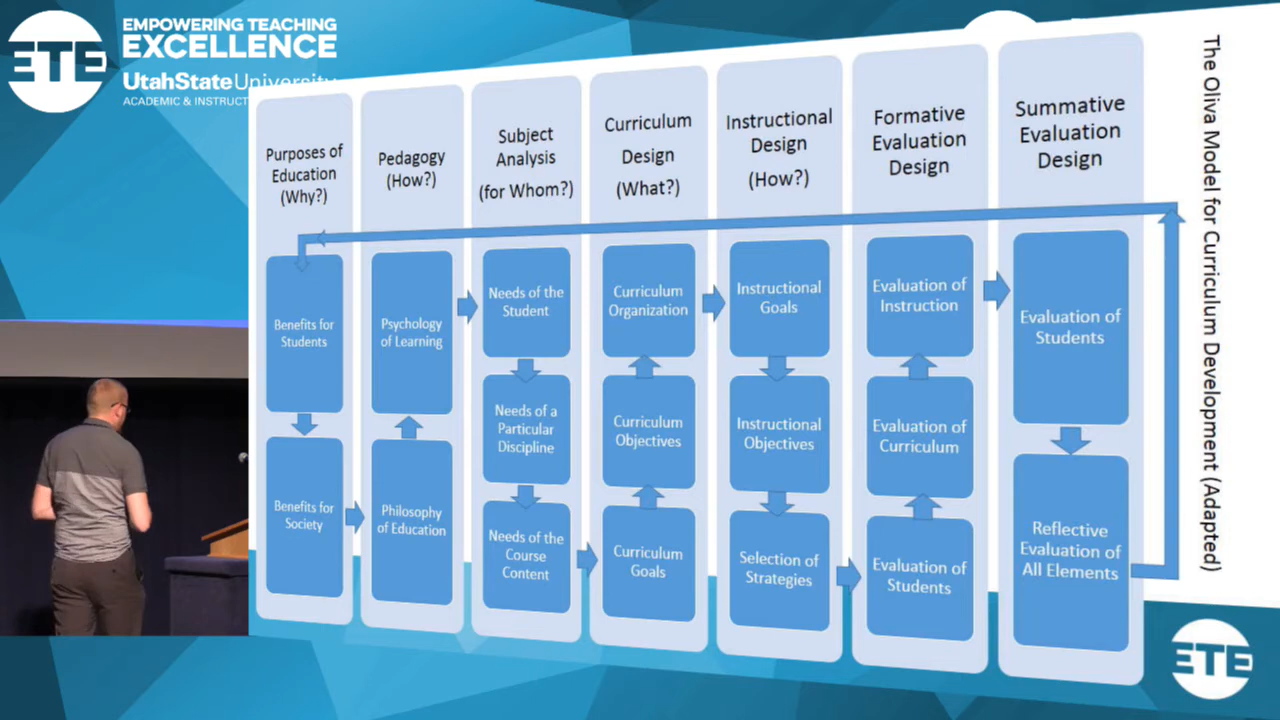 ETE
EMPOWERING TEACHING
EXCELLENCE
UtahStateUniversity
ACADEMIC & INSTRUCT
Purposes of
Education
(Why?)
Pedagogy
(How?)
Subject
Analysis
(for Whom?)
Curriculum
Design
(What?)
Instructional
Design
(How?)
Formative
Evaluation
Design
Summative
Evaluation
Design
Benefits for
Students
Benefits for
Society
Psychology
of Learning
Philosophy
of Education
Needs of the
Student
Needs of a
Particular
Discipline
Needs of the
Course
Content
Curriculum
Organization
Curriculum
Objectives
Curriculum
Goals
Instructional
Goals
Instructional
Objectives
Selection of
Strategies
Evaluation of
Instruction
Evaluation of
Curriculum
Evaluation of
Students
Evaluation of
Students
Reflective
Evaluation of
All Elements
The Oliva Model for Curriculum Development (Adapted)
ETE